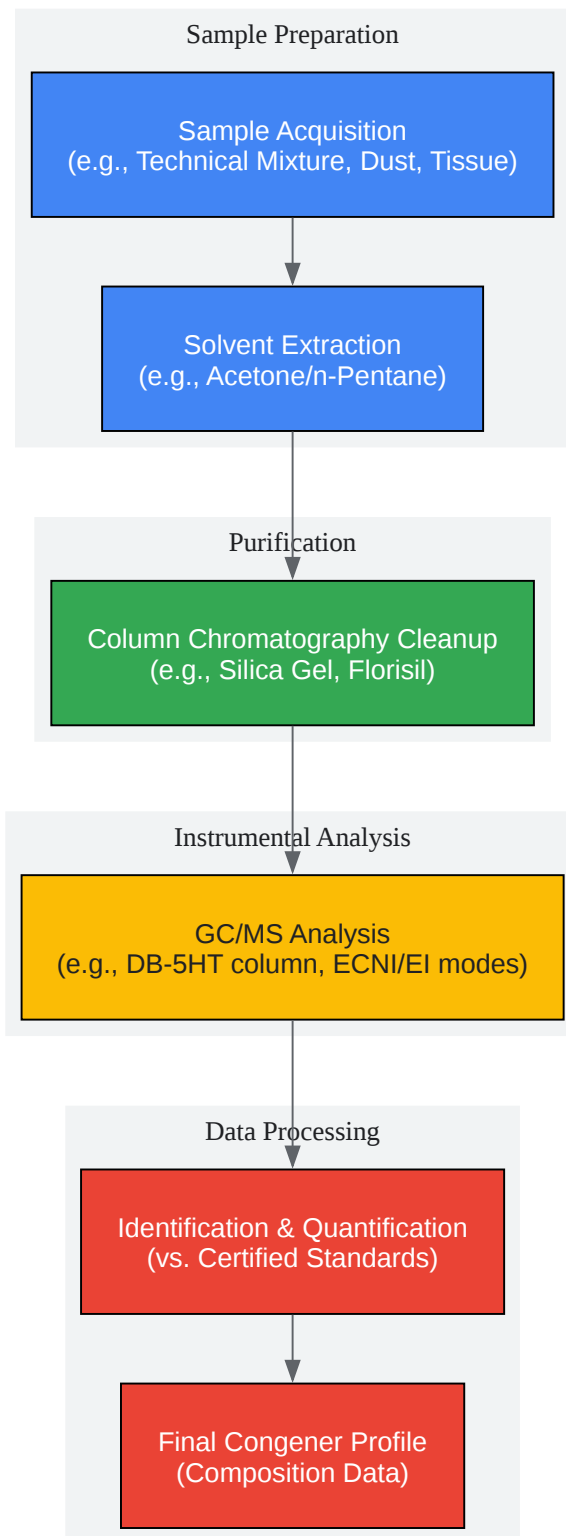 Sample Preparation
Sample Acquisition
(e.g., Technical Mixture, Dust, Tissue)
Solvent Extraction
(e.g., Acetone/n-Pentane)
Purification
Column Chromatography Cleanup
(e.g., Silica Gel, Florisil)
Instrumental Analysis
GC/MS Analysis
(e.g., DB-5HT column, ECNI/EI modes)
Data Processing
Identification & Quantification
(vs. Certified Standards)
Final Congener Profile
(Composition Data)